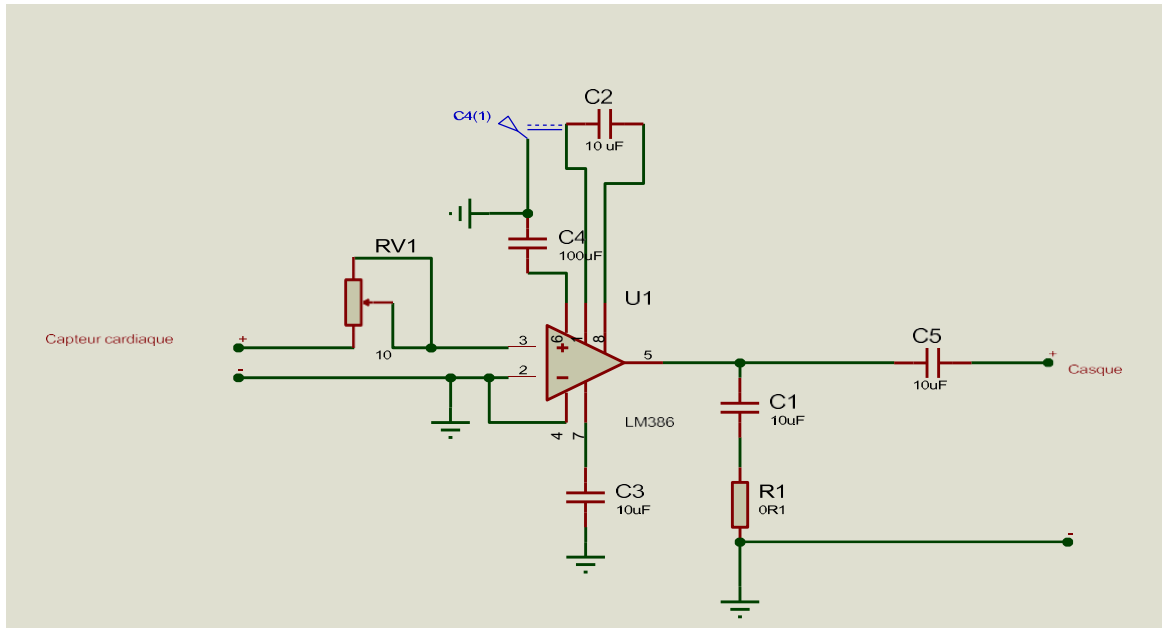 C2
C4(1)
10 uF
C4
100uF
RV1
U1
6
1
8
Capteur cardiaque
+
10
3
+
5
C5
+
10uF
Casque
-
2
-
C1
10uF
LM386
4
7
C3
10uF
R1
0R1
-